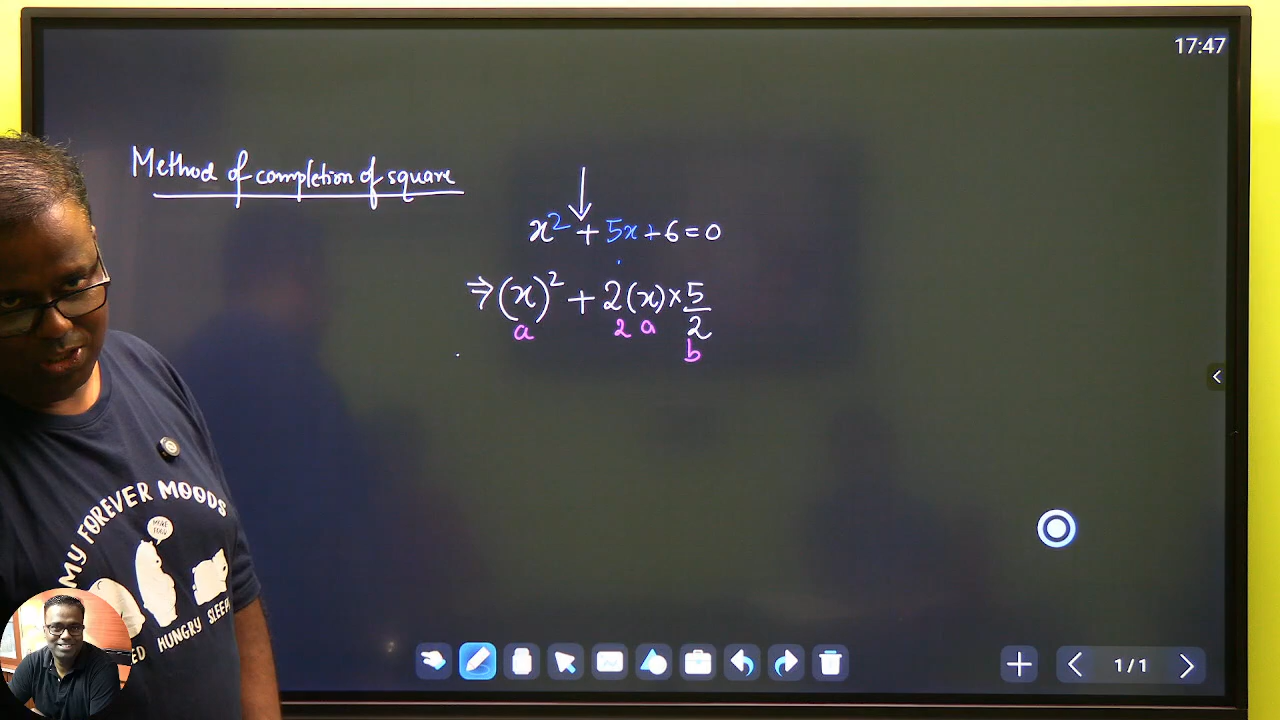 17:47
Method of completion of square
x² + 5x + 6 = 0
⇒ (x)² + 2(x) × 5/2
a 2 a b
MY FOREVER MOODS
HUNGRY SLEEP
1/1